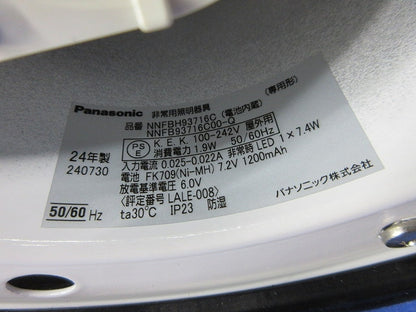 Panasonic 非常用照明器具 (専用形)
品番 NNFBH93716C (電池内蔵)
NNFB93716C00-Q
PS E K.E.K. 100-242V 屋外用
消費電力 1.9W 50/60Hz
24年製 入力電流 0.025-0.022A 非常時 LED 1×7.4W
240730 電池 FK709(Ni-MH) 7.2V 1200mAh
放電基準電圧 6.0V
〈評定番号 LALE-008〉 パナソニック株式会社
50/60 Hz ta30℃ IP23 防湿